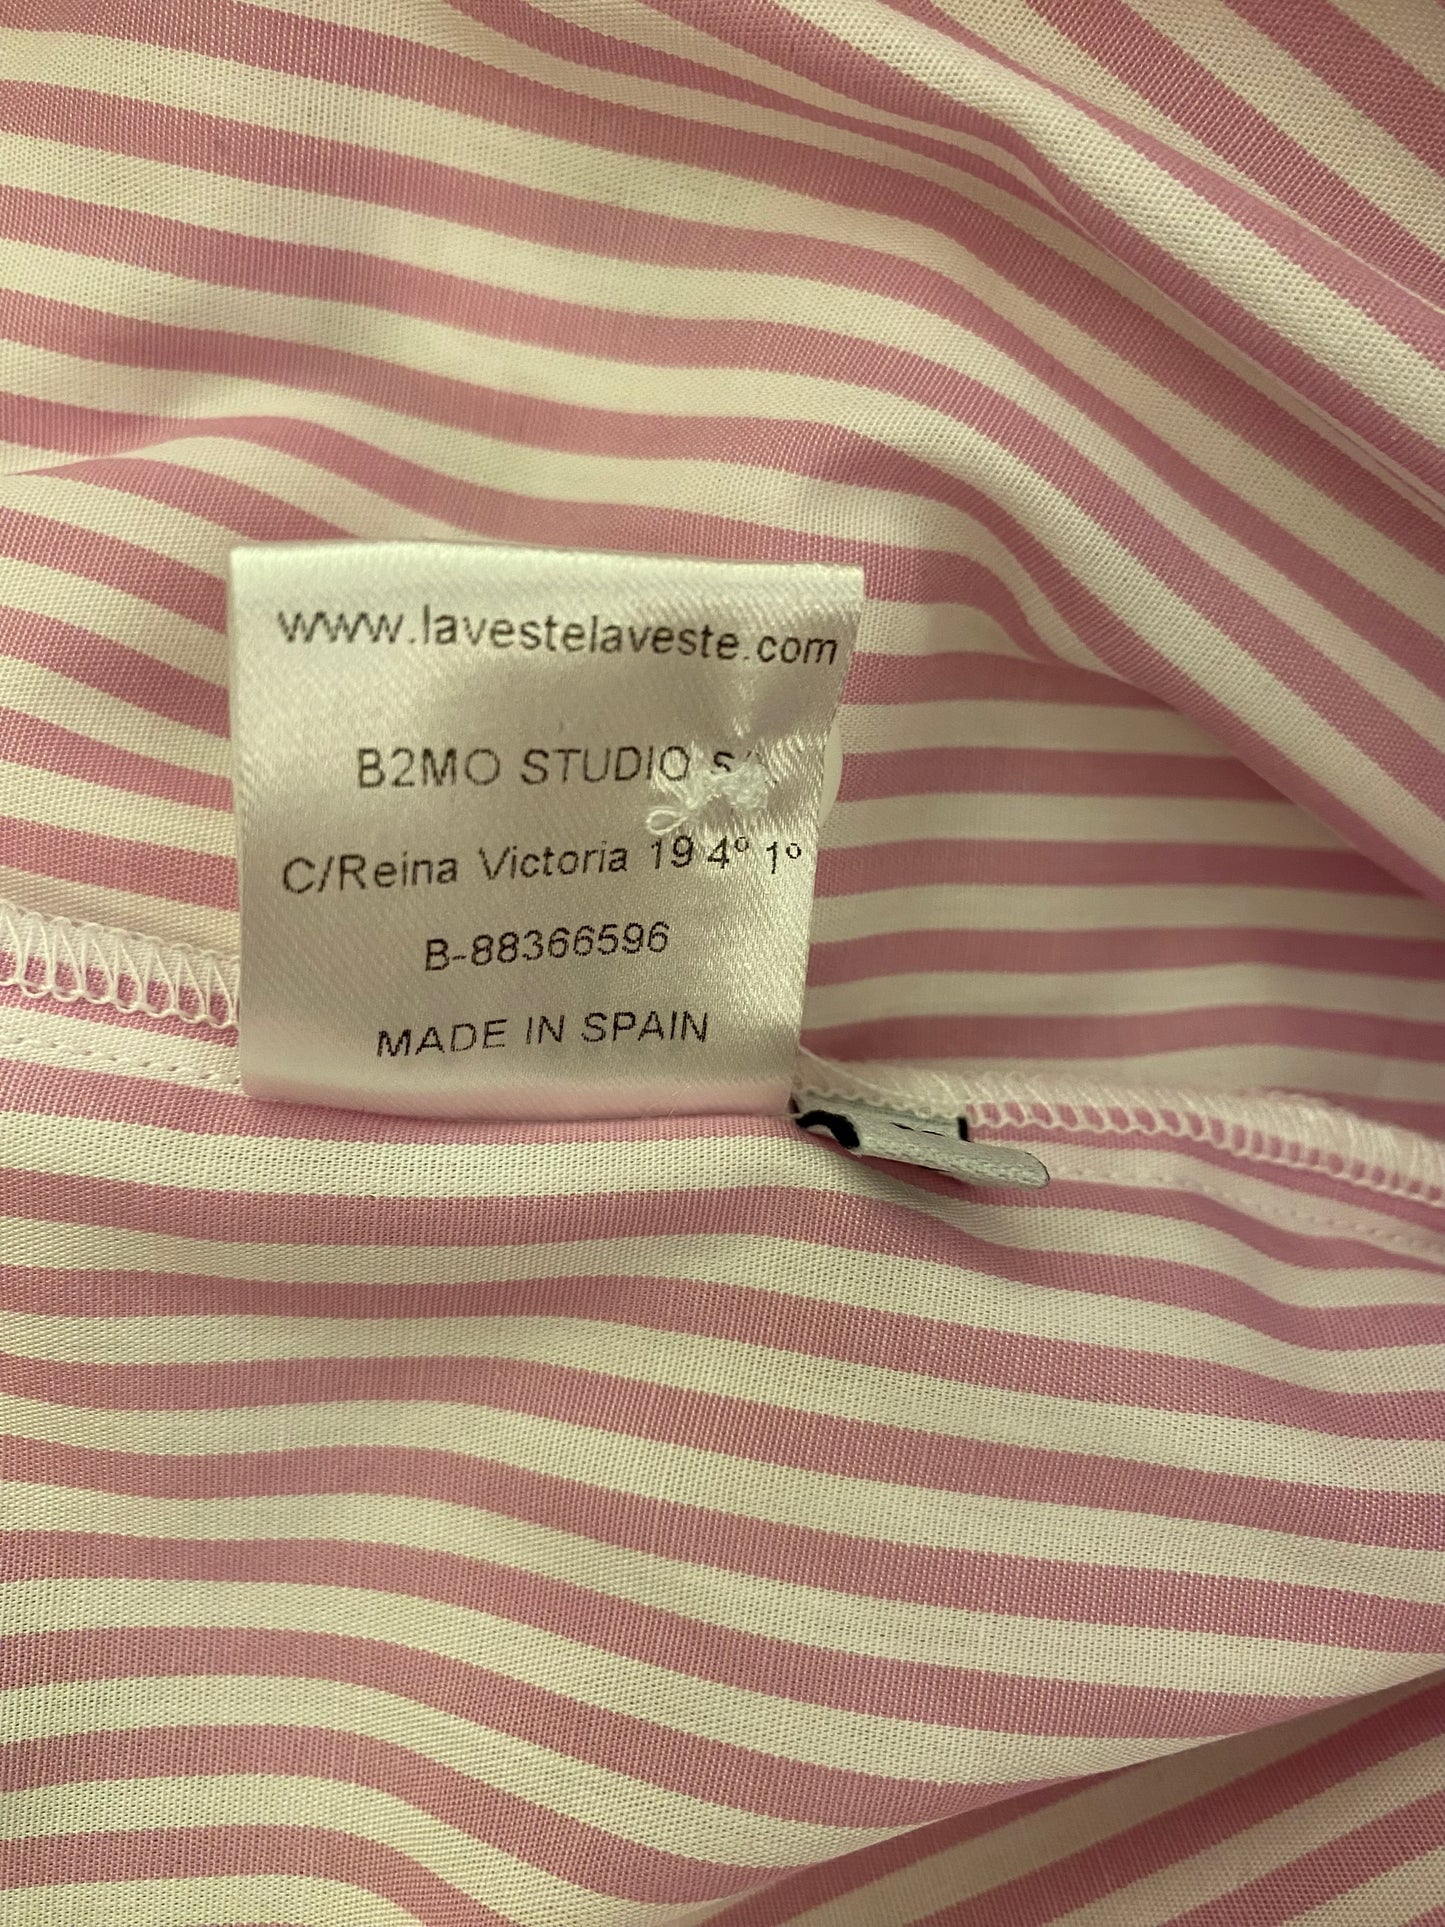 www.lavestelaveste.com
B2MO STUDIO
C/Reina Victoria 19 4º 1º
B-88366596
MADE IN SPAIN